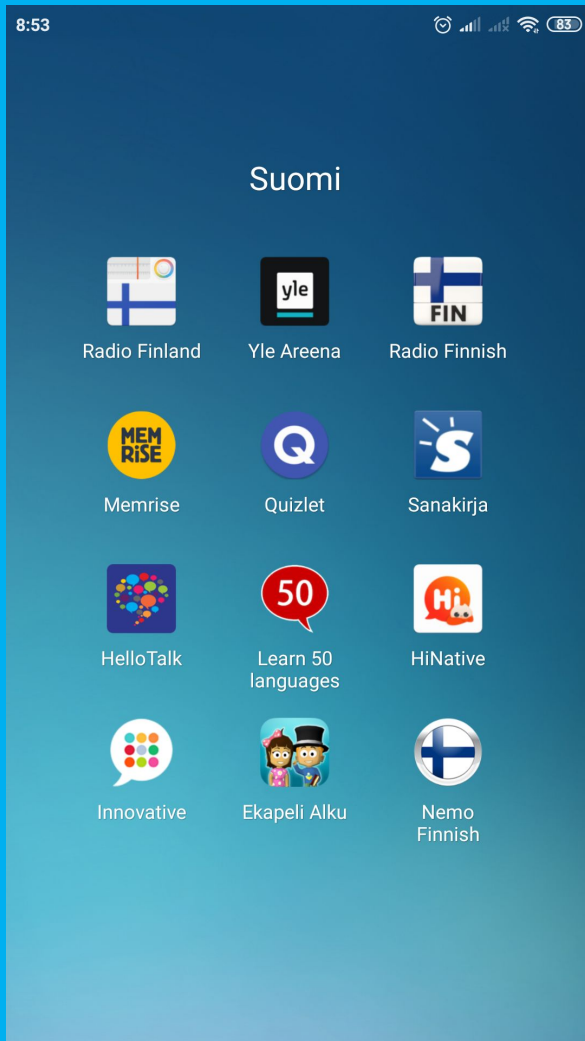 8:53
83
Suomi
yle
FIN
Radio Finland
Yle Areena
Radio Finnish
MEM
RiSE
Q
S
Memrise
Quizlet
Sanakirja
50
Hi
HelloTalk
Learn 50
languages
HiNative
Innovative
Ekapeli Alku
Nemo
Finnish